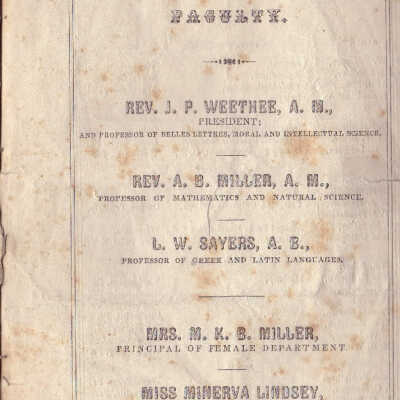 FACULTY.
REV. J. P. WEETHEE, A. M.,
PRESIDENT;
AND PROFESSOR OF BELLES LETTRES, MORAL AND INTELLECTUAL SCIENCE.
REV. A. B. MILLER, A. M.,
PROFESSOR OF MATHEMATICS AND NATURAL SCIENCE.
L. W. SAYERS, A. B.,
PROFESSOR OF GREEK AND LATIN LANGUAGES.
MRS. M. K. B. MILLER,
PRINCIPAL OF FEMALE DEPARTMENT.
MISS MINERVA LINDSEY,